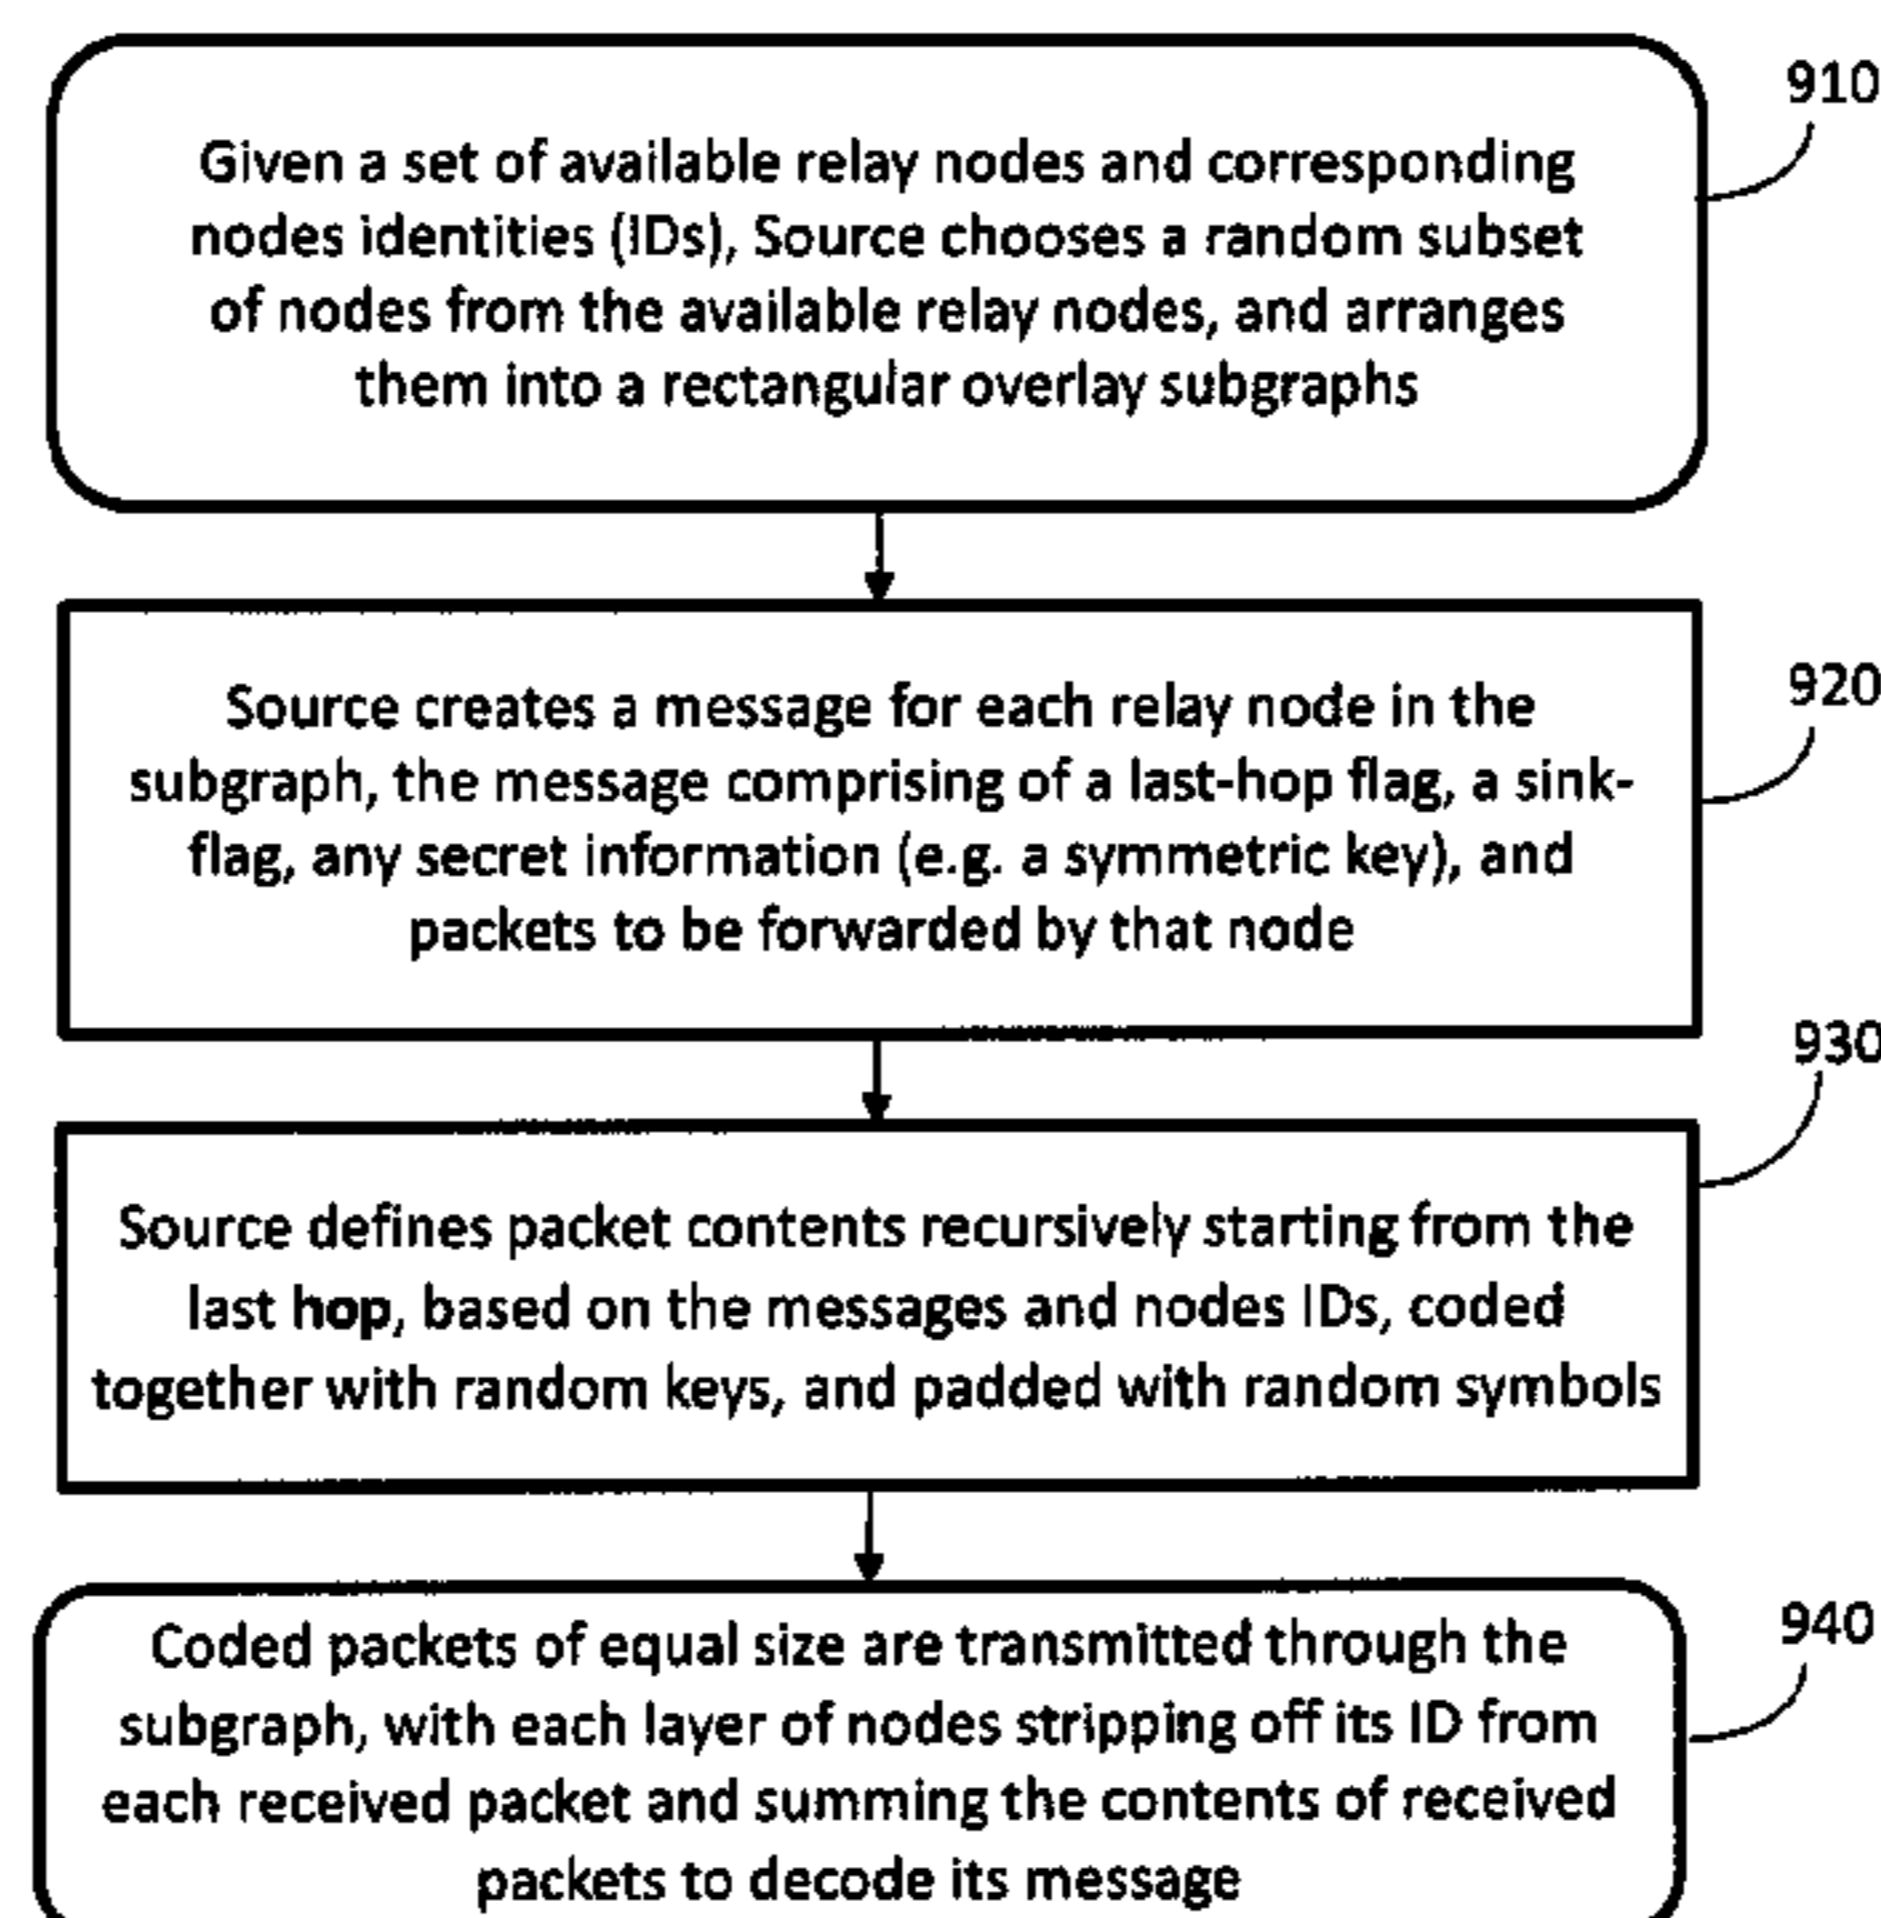 910
Given a set of available relay nodes and corresponding
nodes identities (IDs), Source chooses a random subset
of nodes from the available relay nodes, and arranges
them into a rectangular overlay subgraphs
920
Source creates a message for each relay node in the
subgraph, the message comprising of a last-hop flag, a sink-
flag, any secret information (e.g. a symmetric key), and
packets to be forwarded by that node
930
Source defines packet contents recursively starting from the
last hop, based on the messages and nodes IDs, coded
together with random keys, and padded with random symbols
940
Coded packets of equal size are transmitted through the
subgraph, with each layer of nodes stripping off its ID from
each received packet and summing the contents of received
packets to decode its message